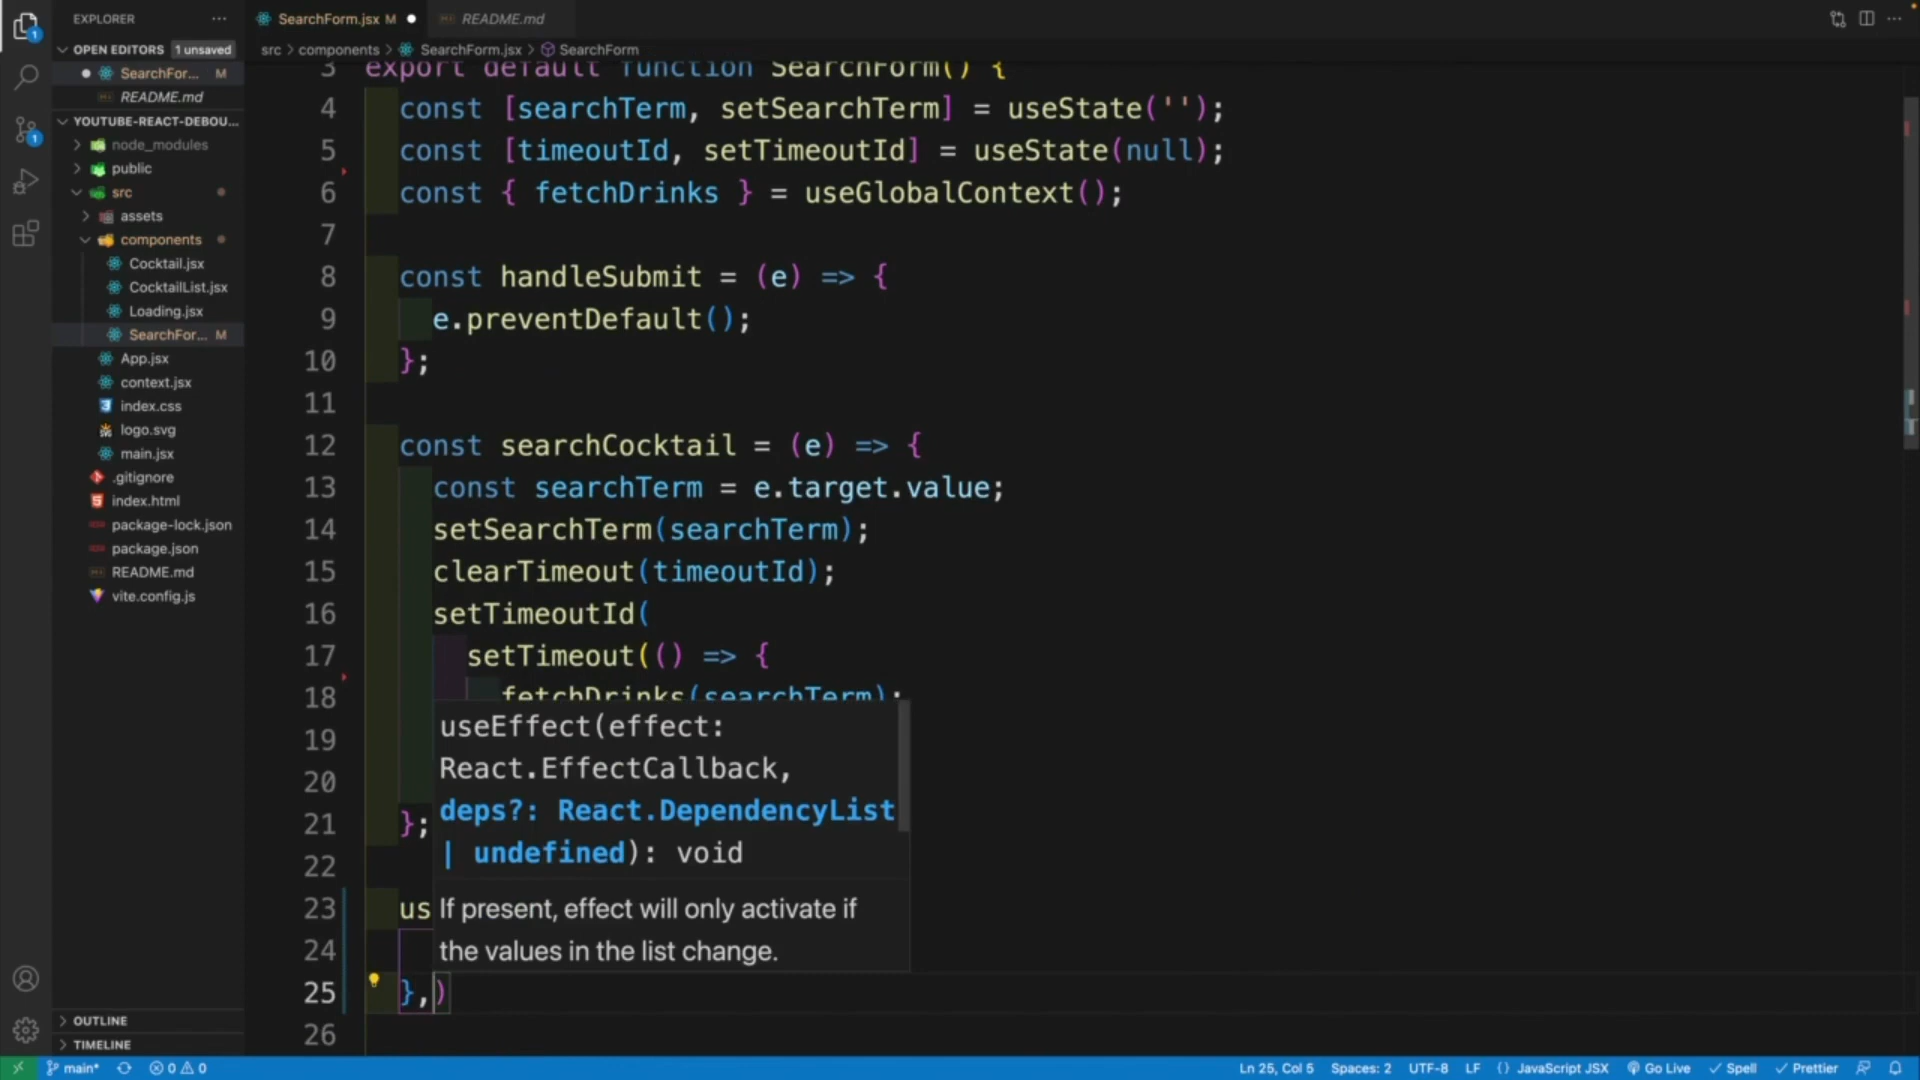 EXPLORER
SearchForm.jsx M
README.md
OPEN EDITORS 1 unsaved
src > components > SearchForm.jsx > SearchForm
SearchFor... M
README.md
YOUTUBE-REACT-DEBOU...
node_modules
public
src
assets
components
Cocktail.jsx
CocktailList.jsx
Loading.jsx
SearchFor... M
App.jsx
context.jsx
index.css
logo.svg
main.jsx
.gitignore
index.html
package-lock.json
package.json
README.md
vite.config.js
OUTLINE
TIMELINE
3 export default function SearchForm() {
4 const [searchTerm, setSearchTerm] = useState('');
5 const [timeoutId, setTimeoutId] = useState(null);
6 const { fetchDrinks } = useGlobalContext();
7
8 const handleSubmit = (e) => {
9 e.preventDefault();
10 };
11
12 const searchCocktail = (e) => {
13 const searchTerm = e.target.value;
14 setSearchTerm(searchTerm);
15 clearTimeout(timeoutId);
16 setTimeoutId(
17 setTimeout(() => {
18 fetchDrinks(searchTerm);
19
20
21 };
22
23 us
24
25 },)
26
useEffect(effect:
React.EffectCallback,
deps?: React.DependencyList
| undefined): void
If present, effect will only activate if
the values in the list change.
main* 0 0 Ln 25, Col 5 Spaces: 2 UTF-8 LF {} JavaScript JSX Go Live Spell Prettier